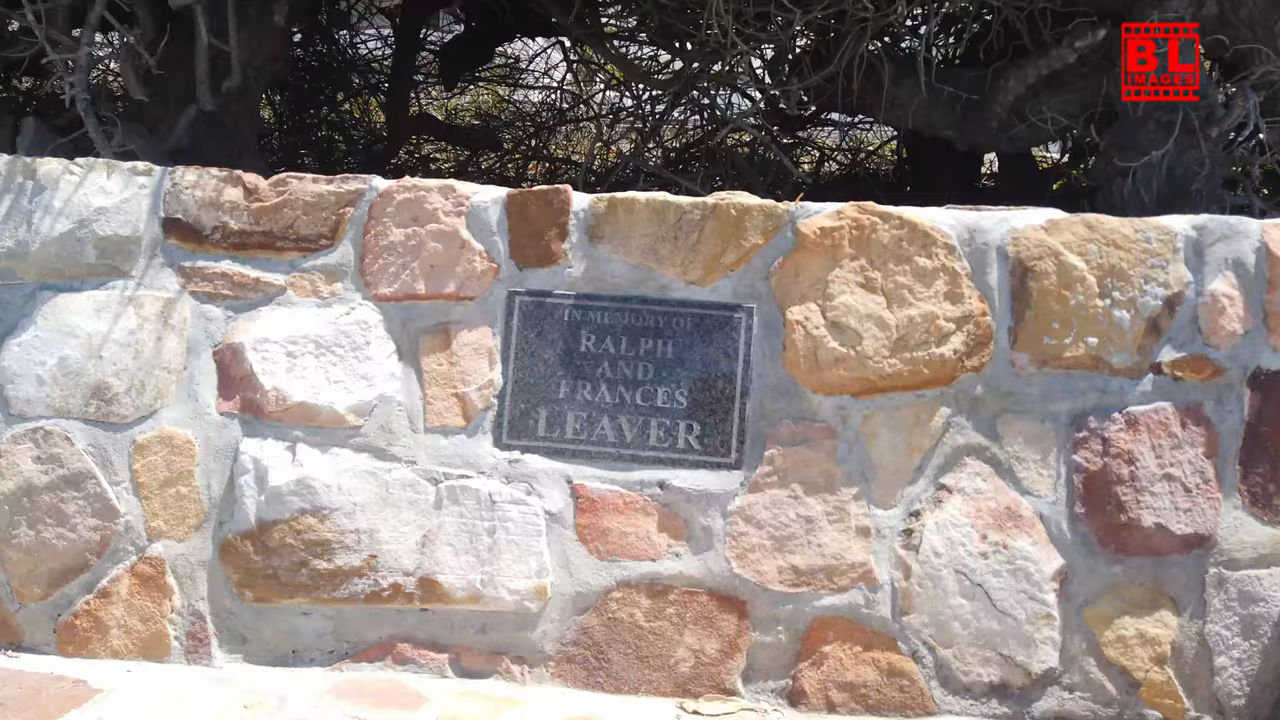 BL
IMAGES
IN MEMORY OF
RALPH
AND
FRANCES
LEAVER